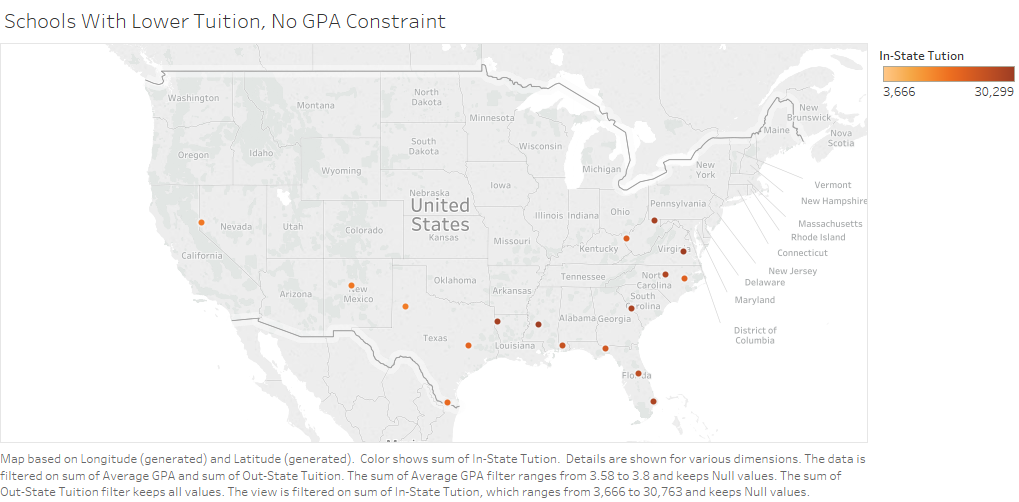 Schools With Lower Tuition, No GPA Constraint
In-State Tution
3,666 30,299
Washington
Montana
North
Dakota
Minnesota
Oregon
Idaho
Wyoming
South
Dakota
Wisconsin
Michigan
New
York
Maine
New
Brunswick
Nova
Scotia
Vermont
New Hampshire
Massachusetts
Rhode Island
Connecticut
New Jersey
Delaware
Maryland
District of
Columbia
Nebraska
Iowa
United
States
Nevada
Utah
Colorado
Kansas
Missouri
Illinois
Indiana
Ohio
Pennsylvania
California
Kentucky
Virginia
Arizona
New
Mexico
Oklahoma
Arkansas
Tennessee
North
Carolina
South
Carolina
Alabama
Georgia
Texas
Louisiana
Florida
Map based on Longitude (generated) and Latitude (generated).  Color shows sum of In-State Tution.  Details are shown for various dimensions. The data is
filtered on sum of Average GPA and sum of Out-State Tuition. The sum of Average GPA filter ranges from 3.58 to 3.8 and keeps Null values. The sum of
Out-State Tuition filter keeps all values. The view is filtered on sum of In-State Tution, which ranges from 3,666 to 30,763 and keeps Null values.